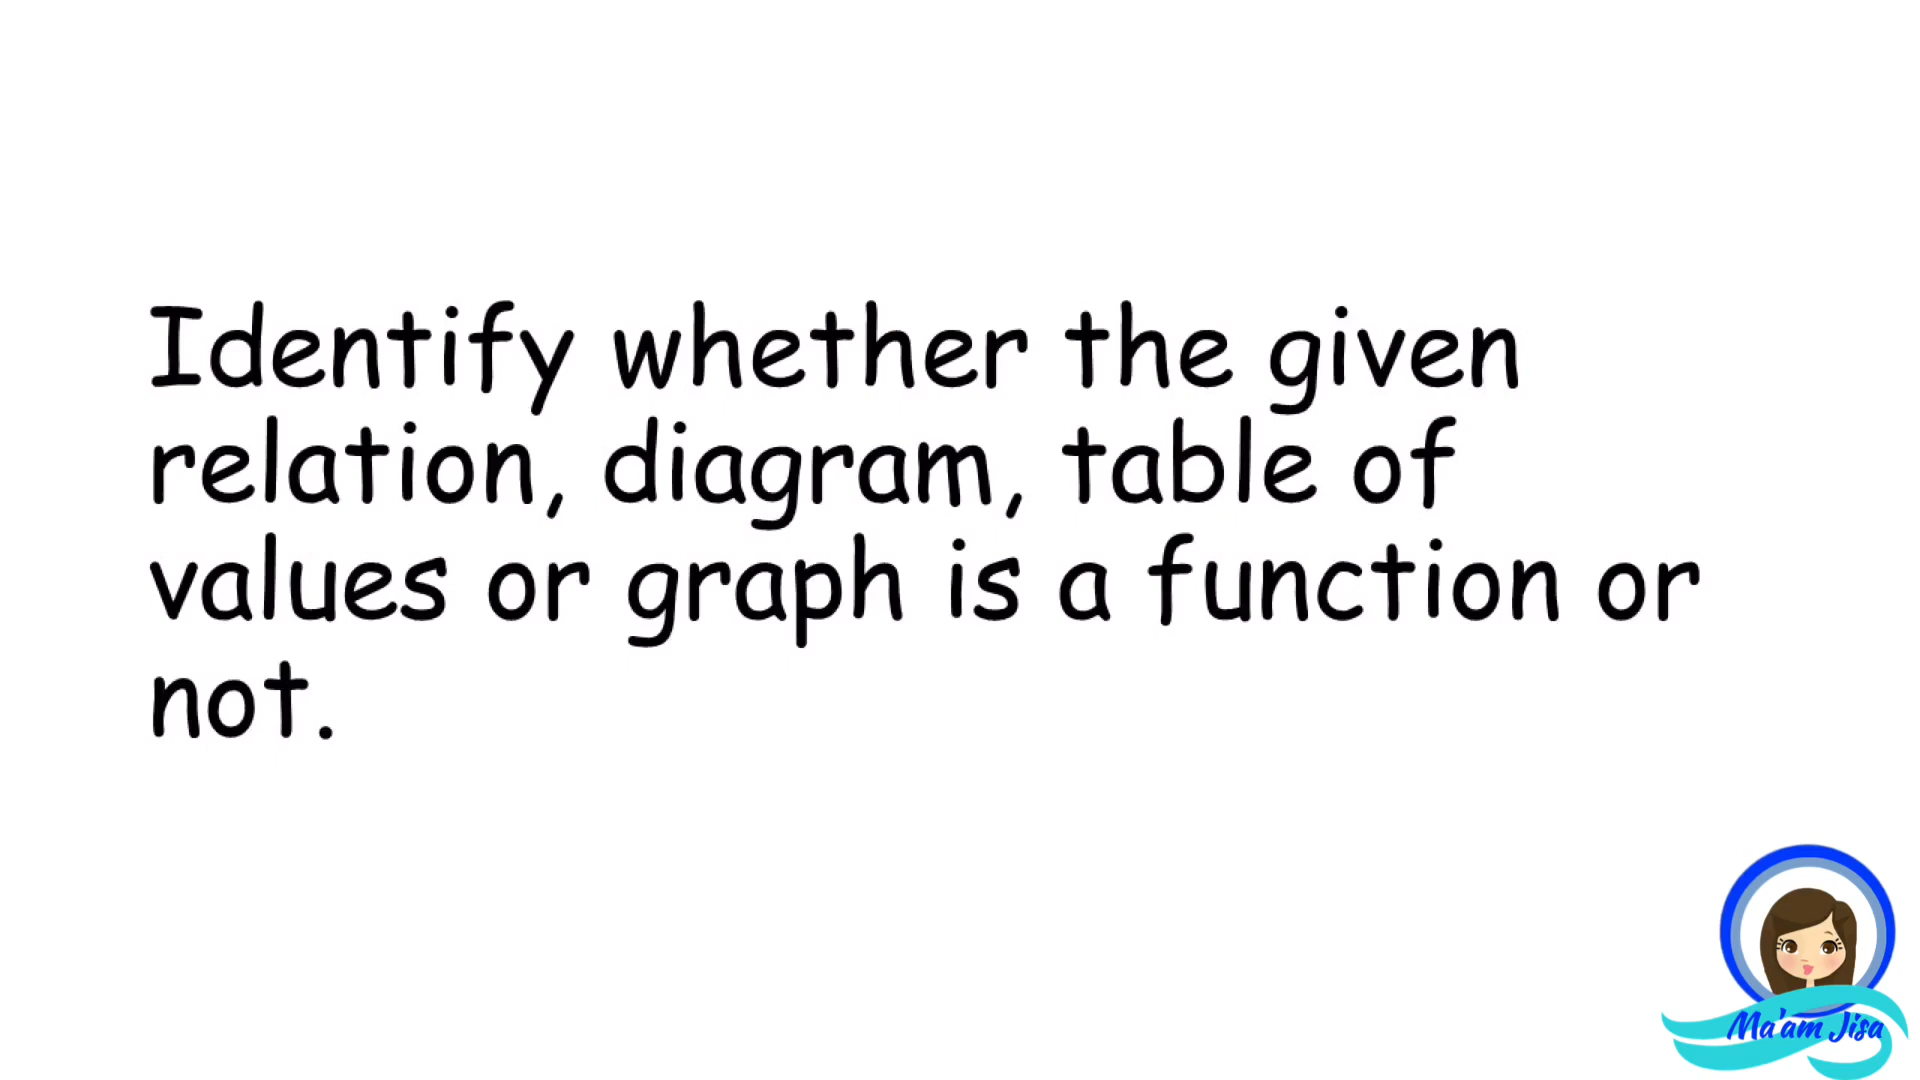 Identify whether the given
relation, diagram, table of
values or graph is a function or
not.
Ma'am Jisa